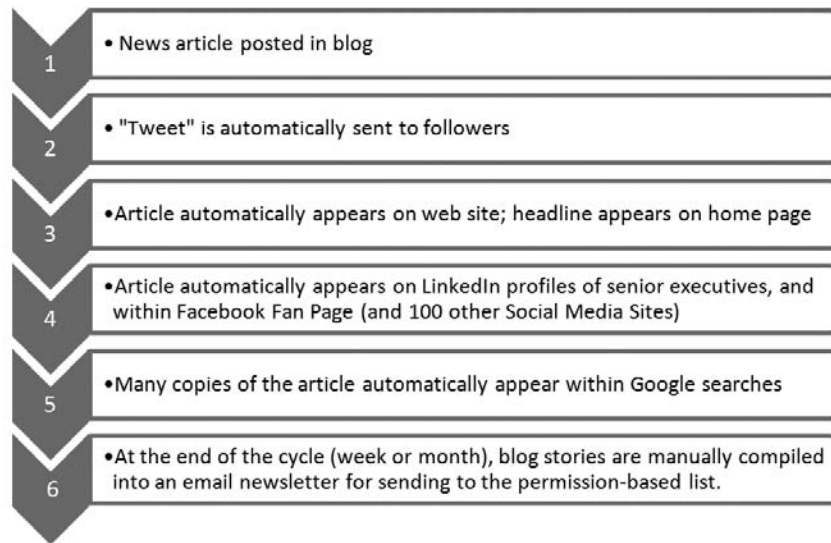 1
• News article posted in blog
2
• "Tweet" is automatically sent to followers
3
•Article automatically appears on web site; headline appears on home page
4
•Article automatically appears on LinkedIn profiles of senior executives, and
within Facebook Fan Page (and 100 other Social Media Sites)
5
•Many copies of the article automatically appear within Google searches
6
•At the end of the cycle (week or month), blog stories are manually compiled
into an email newsletter for sending to the permission-based list.